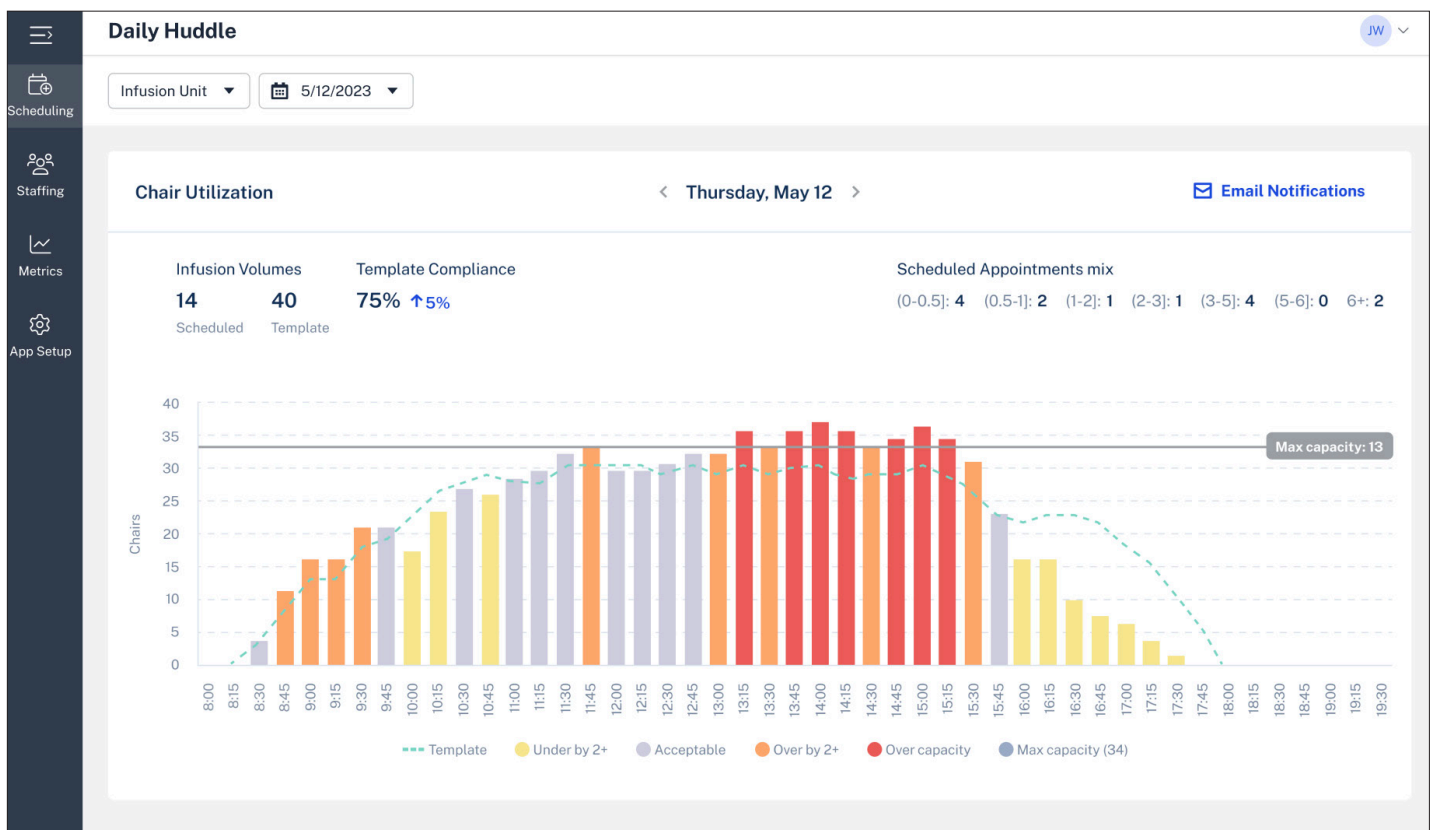 Daily Huddle
JW
Scheduling
Staffing
Metrics
App Setup
Infusion Unit
5/12/2023
Chair Utilization
Thursday, May 12
Email Notifications
Infusion Volumes
14 40
Scheduled Template
Template Compliance
75% ↑5%
Scheduled Appointments mix
(0-0.5]: 4 (0.5-1]: 2 (1-2]: 1 (2-3]: 1 (3-5]: 4 (5-6]: 0 6+: 2
Chairs
40
35
30
25
20
15
10
5
0
Max capacity: 13
8:00 8:15 8:30 8:45 9:00 9:15 9:30 9:45 10:00 10:15 10:30 10:45 11:00 11:15 11:30 11:45 12:00 12:15 12:30 12:45 13:00 13:15 13:30 13:45 14:00 14:15 14:30 14:45 15:00 15:15 15:30 15:45 16:00 16:15 16:30 16:45 17:00 17:15 17:30 17:45 18:00 18:15 18:30 18:45 19:00 19:15 19:30
Template Under by 2+ Acceptable Over by 2+ Over capacity Max capacity (34)